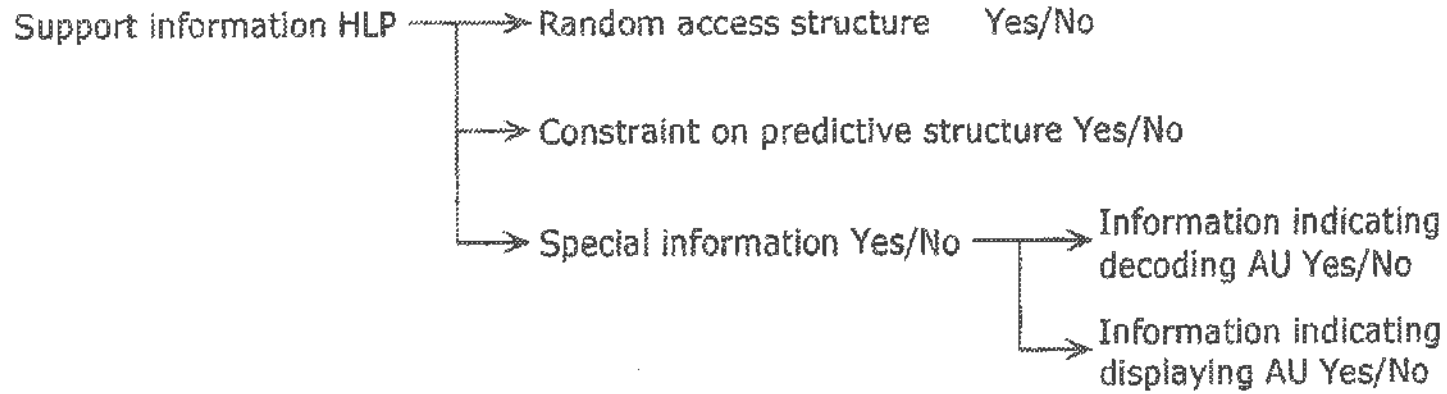 Support information HLP Random access structure Yes/No
Constraint on predictive structure Yes/No
Special information Yes/No
Information indicating
decoding AU Yes/No
Information indicating
displaying AU Yes/No